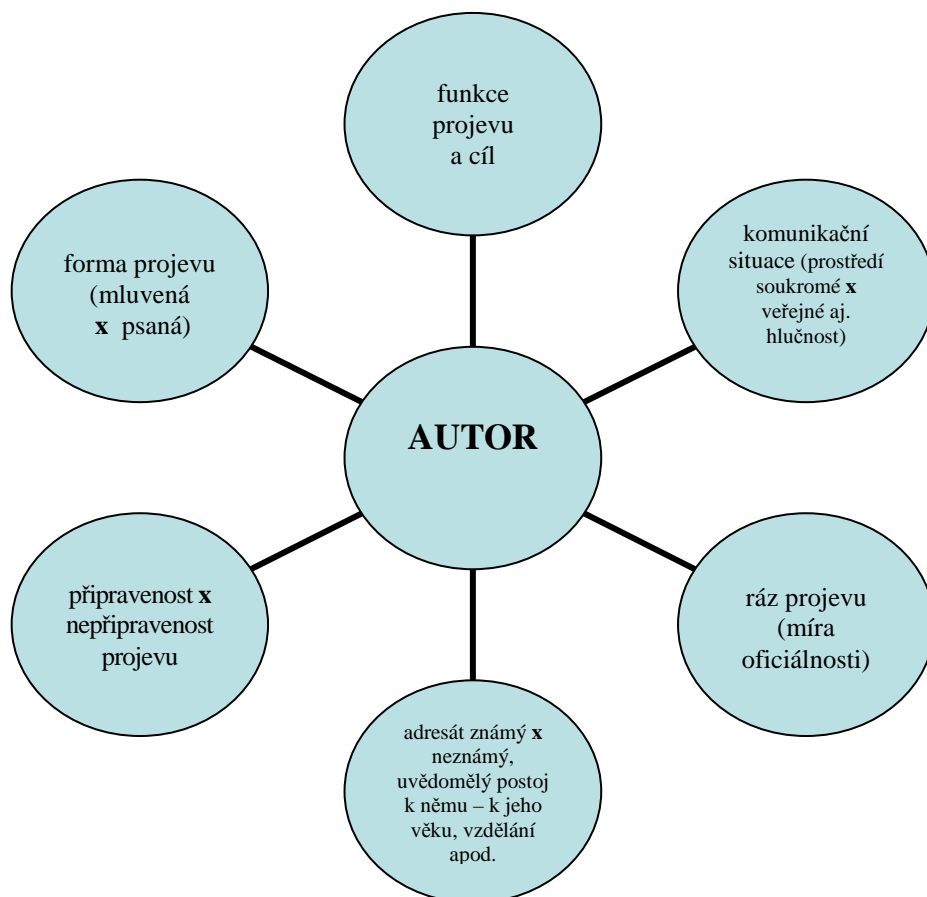 funkce
projevu
a cíl
forma projevu
(mluvená
x psaná)
komunikační
situace (prostředí
soukromé x
veřejné aj.
hlučnost)
AUTOR
připravenost x
nepřipravenost
projevu
ráz projevu
(míra
oficiálnosti)
adresát známý x
neznámý,
uvědomělý postoj
k němu – k jeho
věku, vzdělání
apod.